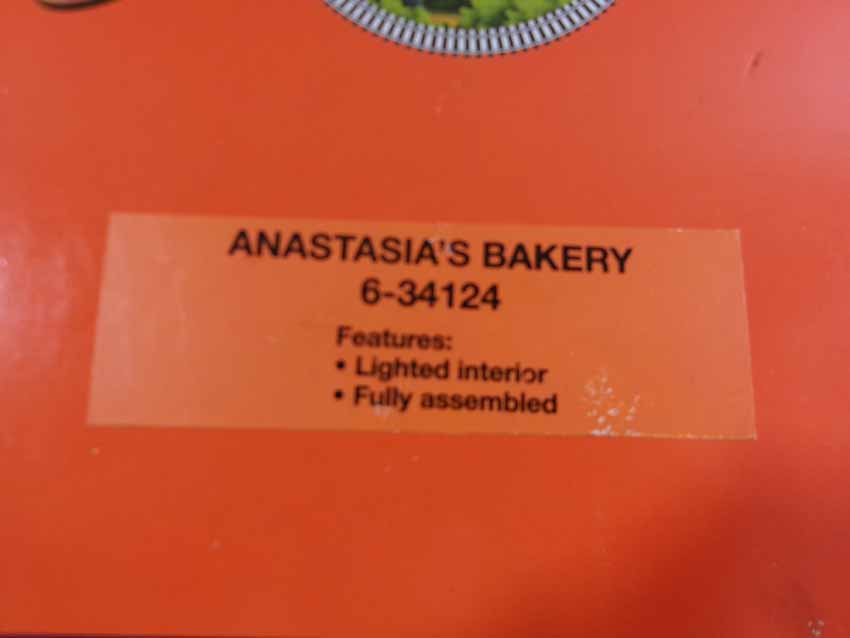 ANASTASIA'S BAKERY
6-34124
Features:
• Lighted interior
• Fully assembled